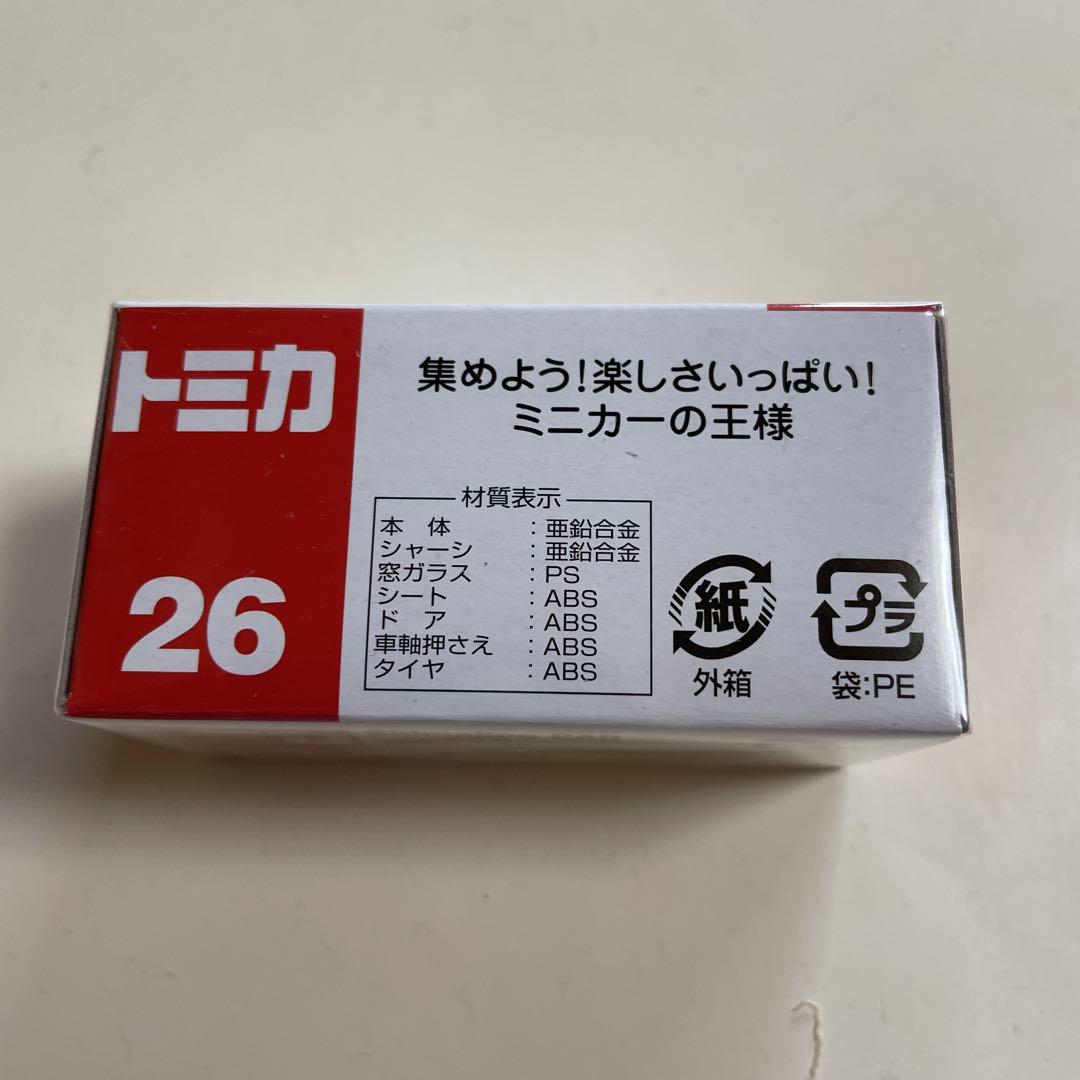 トミカ
26
集めよう!楽しさいっぱい!
ミニカーの王様
材質表示
本 体 : 亜鉛合金
シャーシ : 亜鉛合金
窓ガラス : PS
シート : ABS
ド ア : ABS
車軸押さえ : ABS
タイヤ : ABS
紙
外箱
プラ
袋:PE